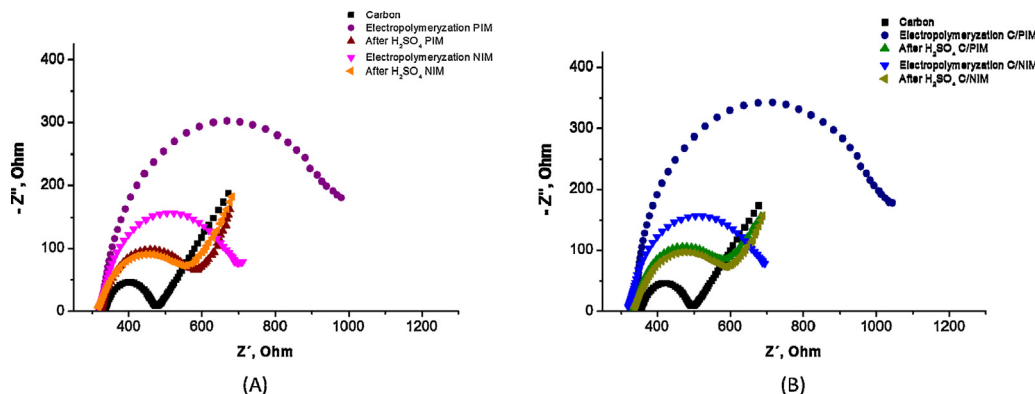 Carbon
Electropolymeryzation PIM
After H₂SO₄ PIM
Electropolymeryzation NIM
After H₂SO₄ NIM
400
300
200
100
0
-Z'', Ohm
400
600
800
1000
1200
Z´, Ohm
(A)
Carbon
Electropolymeryzation C/PIM
After H₂SO₄ C/PIM
Electropolymeryzation C/NIM
After H₂SO₄ C/NIM
400
300
200
100
0
- Z'', Ohm
400
600
800
1000
1200
Z´, Ohm
(B)